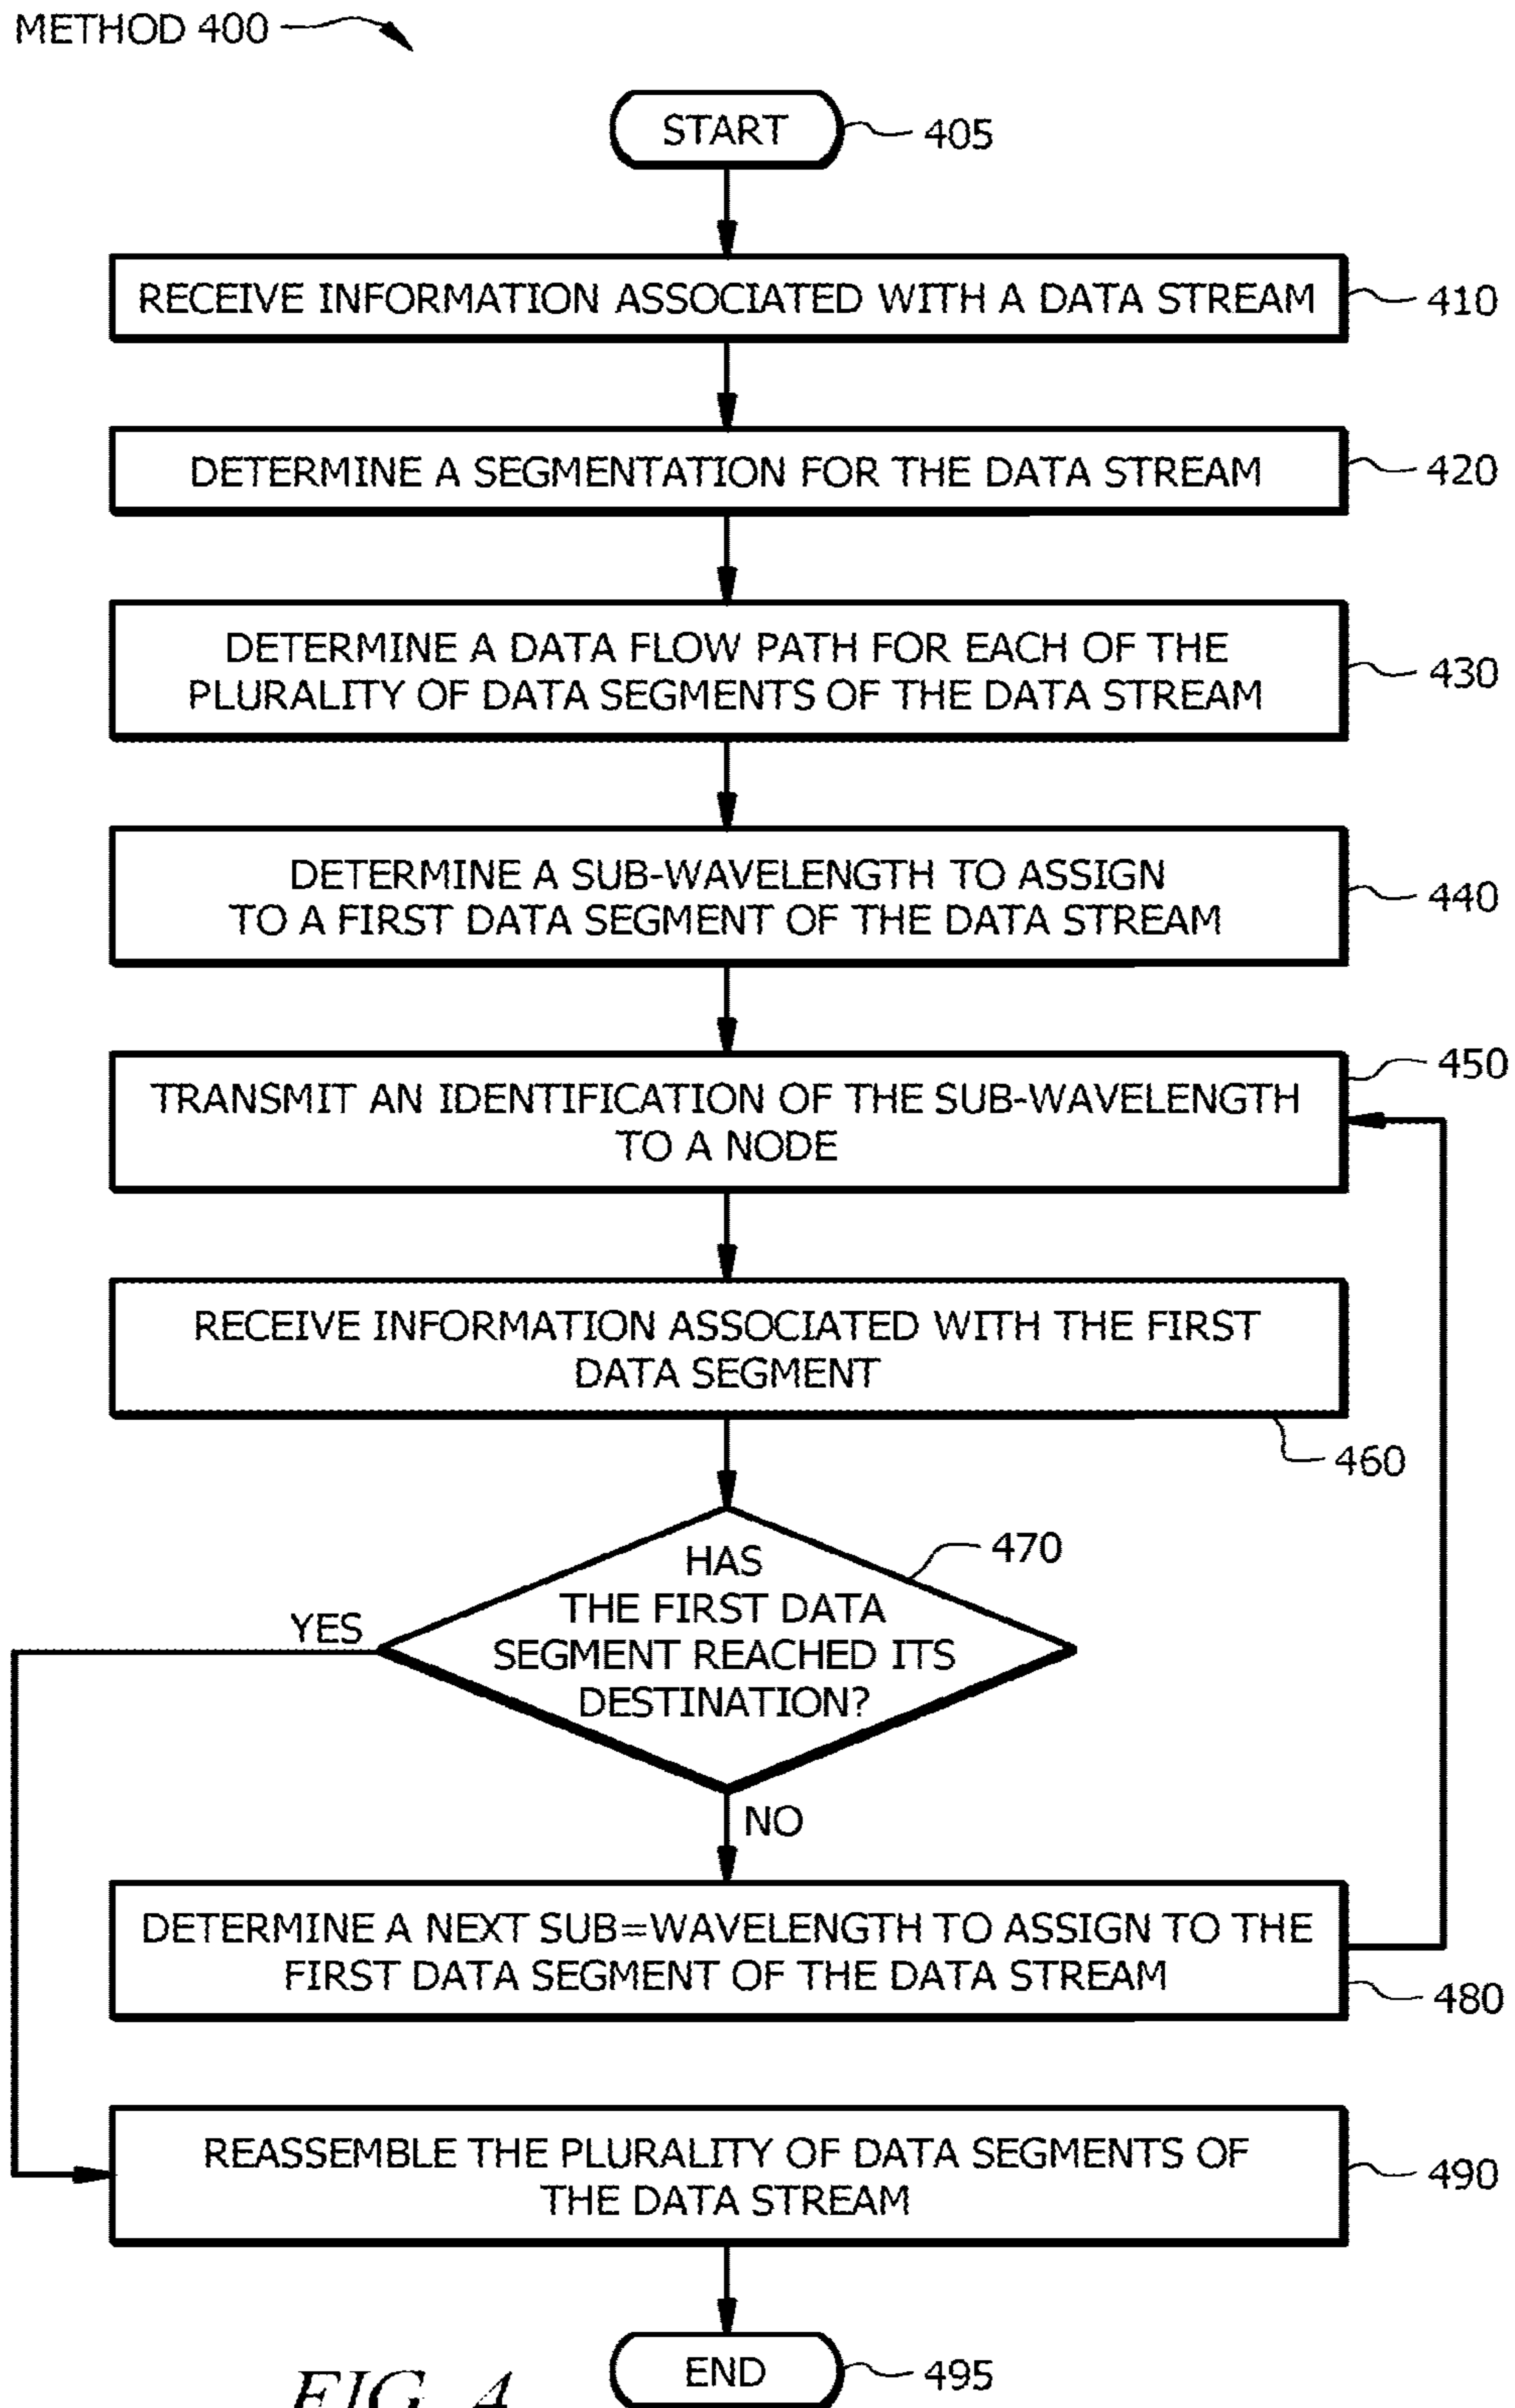 METHOD 400
START
405
RECEIVE INFORMATION ASSOCIATED WITH A DATA STREAM
410
DETERMINE A SEGMENTATION FOR THE DATA STREAM
420
DETERMINE A DATA FLOW PATH FOR EACH OF THE
PLURALITY OF DATA SEGMENTS OF THE DATA STREAM
430
DETERMINE A SUB-WAVELENGTH TO ASSIGN
TO A FIRST DATA SEGMENT OF THE DATA STREAM
440
TRANSMIT AN IDENTIFICATION OF THE SUB-WAVELENGTH
TO A NODE
450
RECEIVE INFORMATION ASSOCIATED WITH THE FIRST
DATA SEGMENT
460
HAS
THE FIRST DATA
SEGMENT REACHED ITS
DESTINATION?
470
YES
NO
DETERMINE A NEXT SUB=WAVELENGTH TO ASSIGN TO THE
FIRST DATA SEGMENT OF THE DATA STREAM
480
REASSEMBLE THE PLURALITY OF DATA SEGMENTS OF
THE DATA STREAM
490
END
495
FIG. 4